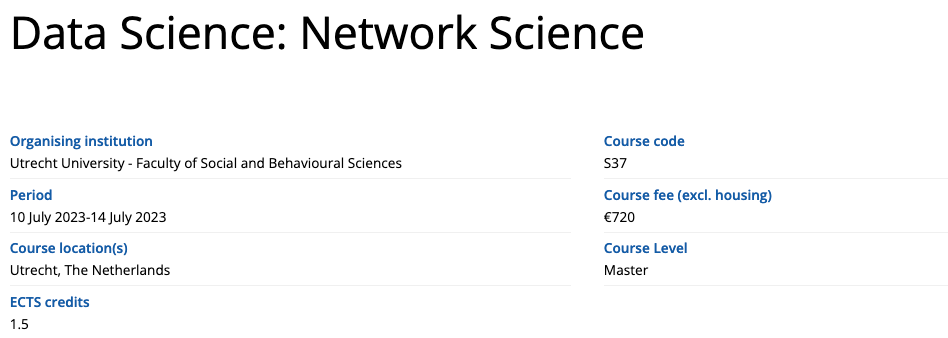 Data Science: Network Science
Organising institution
Utrecht University - Faculty of Social and Behavioural Sciences
Period
10 July 2023-14 July 2023
Course location(s)
Utrecht, The Netherlands
ECTS credits
1.5
Course code
S37
Course fee (excl. housing)
€720
Course Level
Master